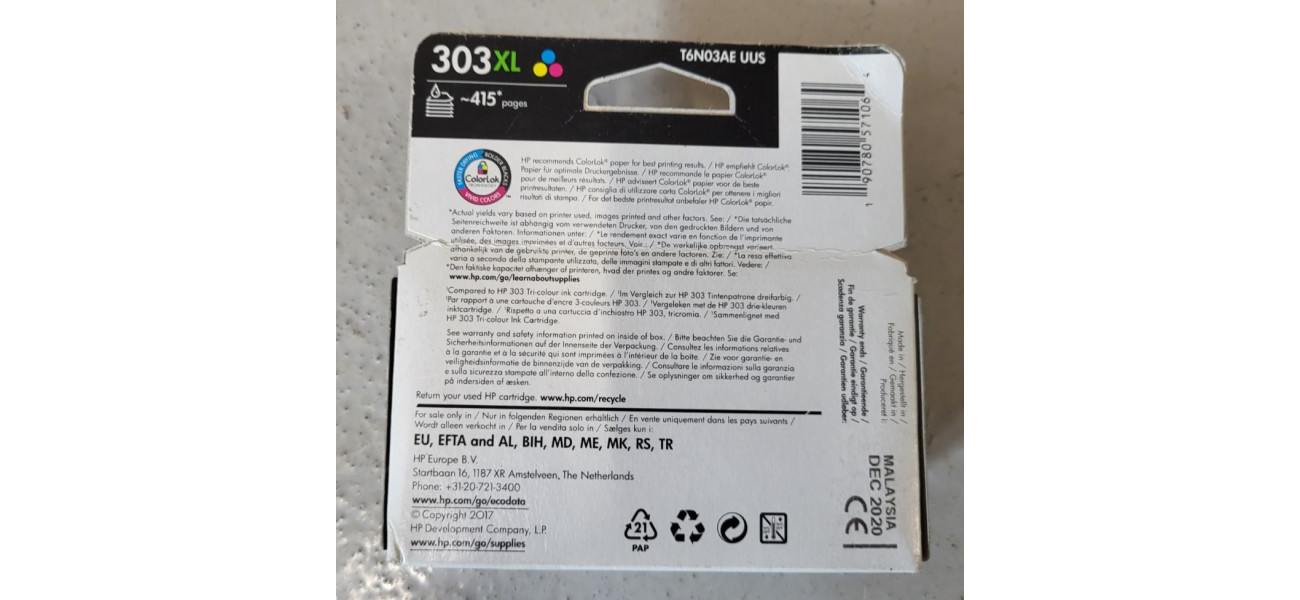 303XL
T6N03AE UUS
~415* pages
ColorLok
HP recommends ColorLok® paper for best printing results. / HP empfiehlt ColorLok®
Papier für optimale Druckergebnisse. / HP recommande le papier ColorLok®
pour de meilleurs résultats. / HP adviseert ColorLok® papier voor de beste
printresultaten. / HP consiglia di utilizzare carta ColorLok® per ottenere i migliori
risultati di stampa. / For det bedste printresultat anbefaler HP ColorLok® papir.
*Actual yields vary based on printer used, images printed and other factors. See: / *Die tatsächliche
Seitenreichweite ist abhängig vom verwendeten Drucker, von den gedruckten Bildern und von
anderen Faktoren. Informationen unter: / *Le rendement exact varie en fonction de l'imprimante
utilisée, des images imprimées et d'autres facteurs. Voir : / *De werkelijke opbrengst varieert
afhankelijk van de gebruikte printer, de geprinte foto's en andere factoren. Zie: / *La resa effettiva
varia a seconda della stampante utilizzata, delle immagini stampate e di altri fattori. Vedere: /
*Den faktiske kapacitet afhænger af printeren, hvad der printes og andre faktorer. Se:
www.hp.com/go/learnaboutsupplies
¹Compared to HP 303 Tri-colour ink cartridge. / ¹Im Vergleich zur HP 303 Tintenpatrone dreifarbig. /
¹Par rapport à une cartouche d'encre 3-couleurs HP 303. / ¹Vergeleken met de HP 303 drie-kleuren
inktcartridge. / ¹Rispetto a una cartuccia d'inchiostro HP 303, tricromia. / ¹Sammenlignet med
HP 303 Tri-colour Ink Cartridge.
See warranty and safety information printed on inside of box. / Bitte beachten Sie die Garantie- und
Sicherheitsinformationen auf der Innenseite der Verpackung. / Consultez les informations relatives
à la garantie et à la sécurité qui sont imprimées à l'intérieur de la boîte. / Zie voor garantie- en
veiligheidsinformatie de binnenzijde van de verpakking. / Consultare le informazioni sulla garanzia
e sulla sicurezza stampate all'interno della confezione. / Se oplysninger om sikkerhed og garantier
på indersiden af æsken.
Return your used HP cartridge. www.hp.com/recycle
For sale only in / Nur in folgenden Regionen erhältlich / En vente uniquement dans les pays suivants /
Wordt alleen verkocht in / Per la vendita solo in / Sælges kun i:
EU, EFTA and AL, BIH, MD, ME, MK, RS, TR
HP Europe B.V.
Startbaan 16, 1187 XR Amstelveen, The Netherlands
Phone: +31-20-721-3400
www.hp.com/go/ecodata
© Copyright 2017
HP Development Company, L.P.
www.hp.com/go/supplies
21
PAP
Made in / Hergestellt in /
Fabriqué en / Gemaakt in /
Produceret i:
Warranty ends / Garantieende /
Fin de garantie / Garantie eindigt op /
Scadenza garanzia / Garantien udløber:
MALAYSIA
DEC 2020
CE